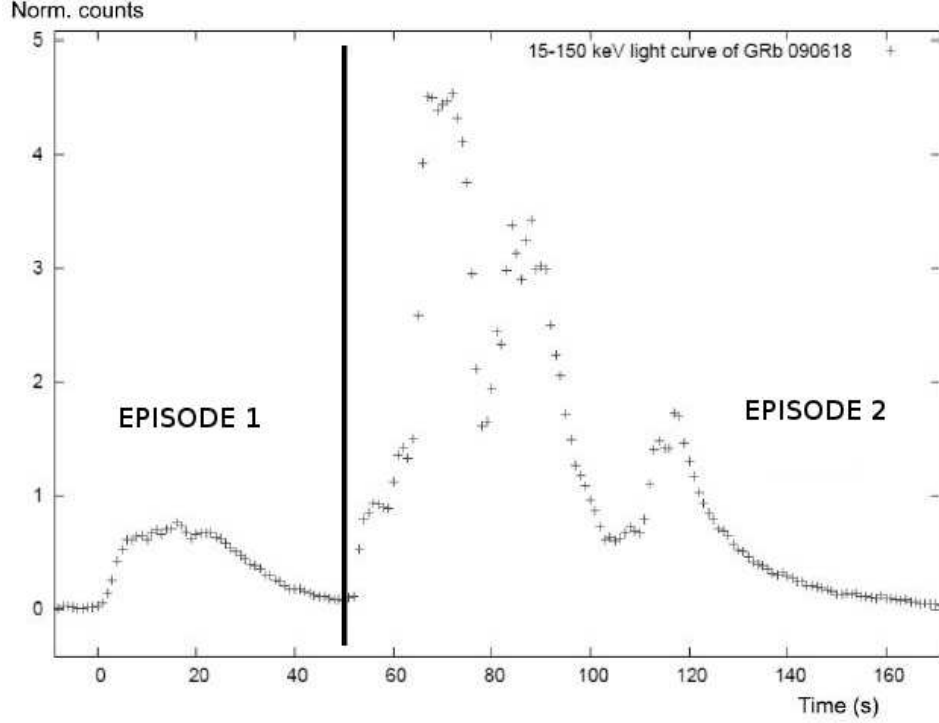 Norm. counts
5
15-150 keV light curve of GRb 090618
4
3
2
EPISODE 1
EPISODE 2
1
0
0 20 40 60 80 100 120 140 160
Time (s)